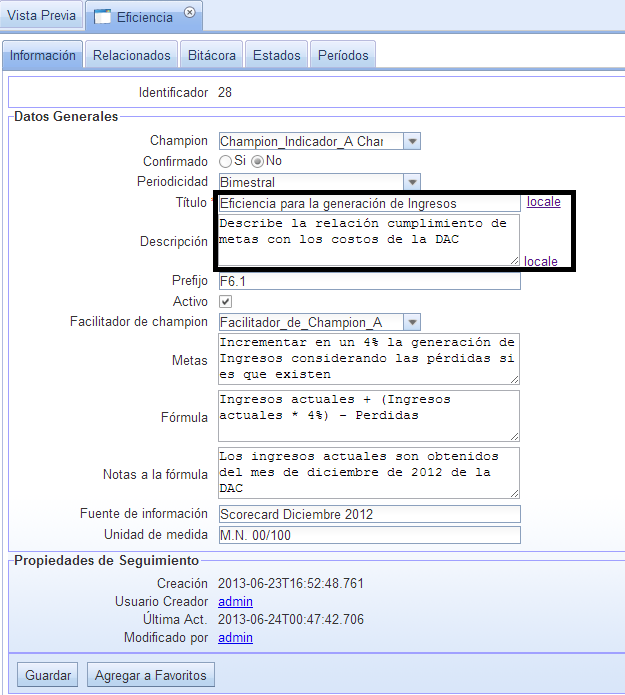 Vista Previa Eficiencia
Información Relacionados Bitácora Estados Períodos
Identificador 28
Datos Generales
Champion Champion_Indicador_A Char
Confirmado Si No
Periodicidad Bimestral
Título * Eficiencia para la generación de Ingresos locale
Describe la relación cumplimiento de
metas con los costos de la DAC
Descripción
locale
Prefijo F6.1
Activo
Facilitador de champion Facilitador_de_Champion_A
Incrementar en un 4% la generación de
Metas Ingresos considerando las pérdidas si
es que existen
Ingresos actuales + (Ingresos
Fórmula actuales * 4%) - Perdidas
Los ingresos actuales son obtenidos
Notas a la fórmula del mes de diciembre de 2012 de la
DAC
Fuente de información Scorecard Diciembre 2012
Unidad de medida M.N. 00/100
Propiedades de Seguimiento
Creación 2013-06-23T16:52:48.761
Usuario Creador admin
Última Act. 2013-06-24T00:47:42.706
Modificado por admin
Guardar Agregar a Favoritos